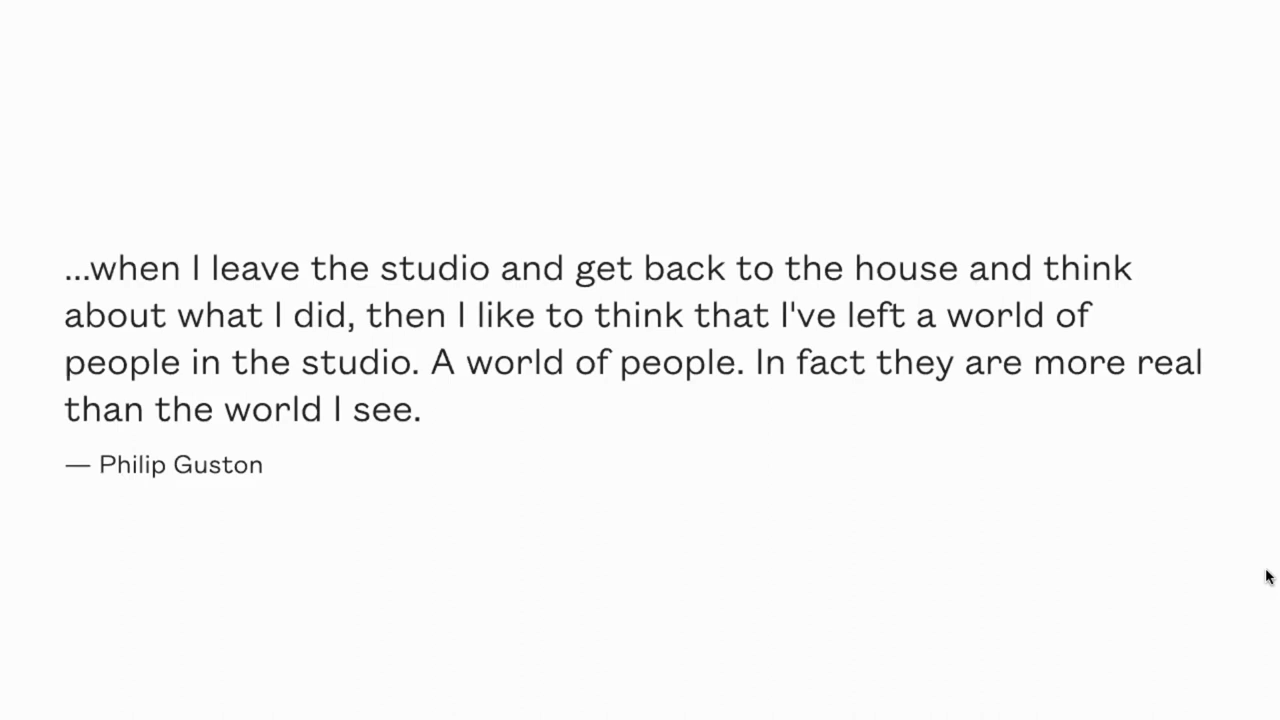 ...when I leave the studio and get back to the house and think
about what I did, then I like to think that I've left a world of
people in the studio. A world of people. In fact they are more real
than the world I see.
— Philip Guston